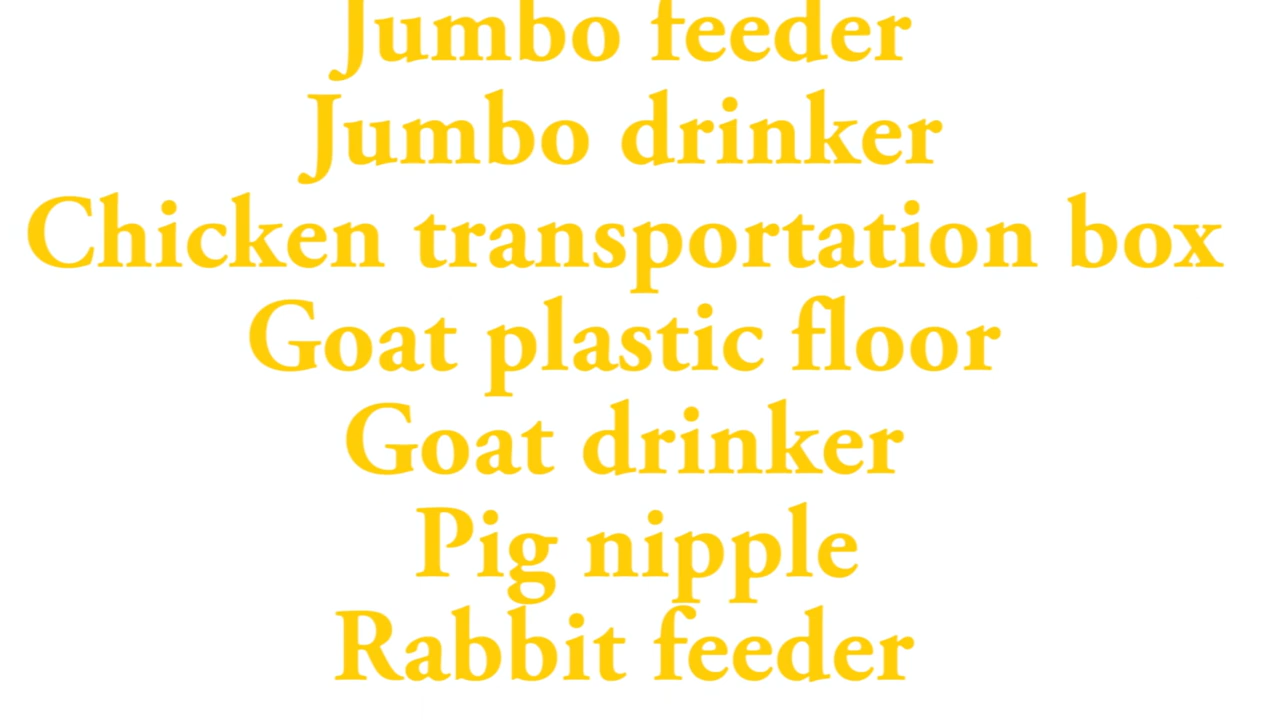 Jumbo feeder
Jumbo drinker
Chicken transportation box
Goat plastic floor
Goat drinker
Pig nipple
Rabbit feeder